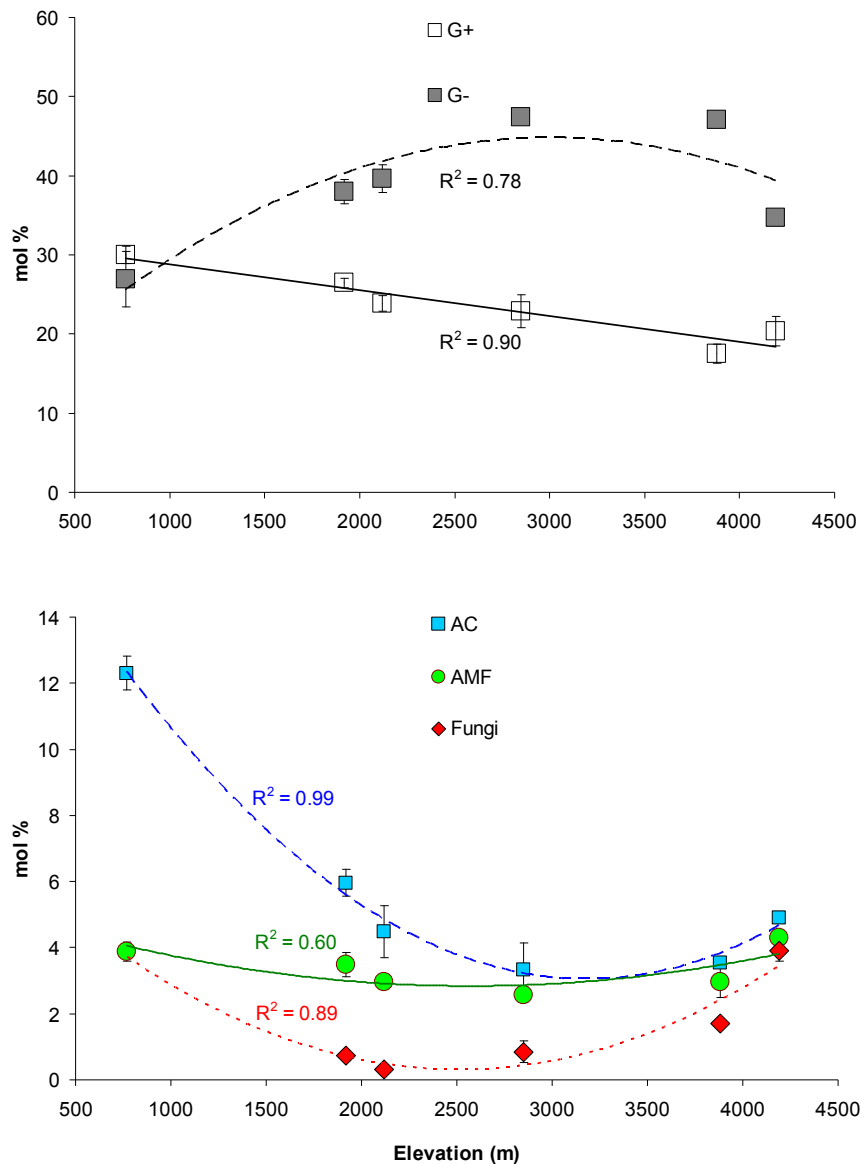 60
50
40
30
20
10
0
mol %
G+
G-
R² = 0.78
R² = 0.90
500 1000 1500 2000 2500 3000 3500 4000 4500
14
12
10
8
6
4
2
0
mol %
AC
AMF
Fungi
R² = 0.99
R² = 0.60
R² = 0.89
500 1000 1500 2000 2500 3000 3500 4000 4500
Elevation (m)